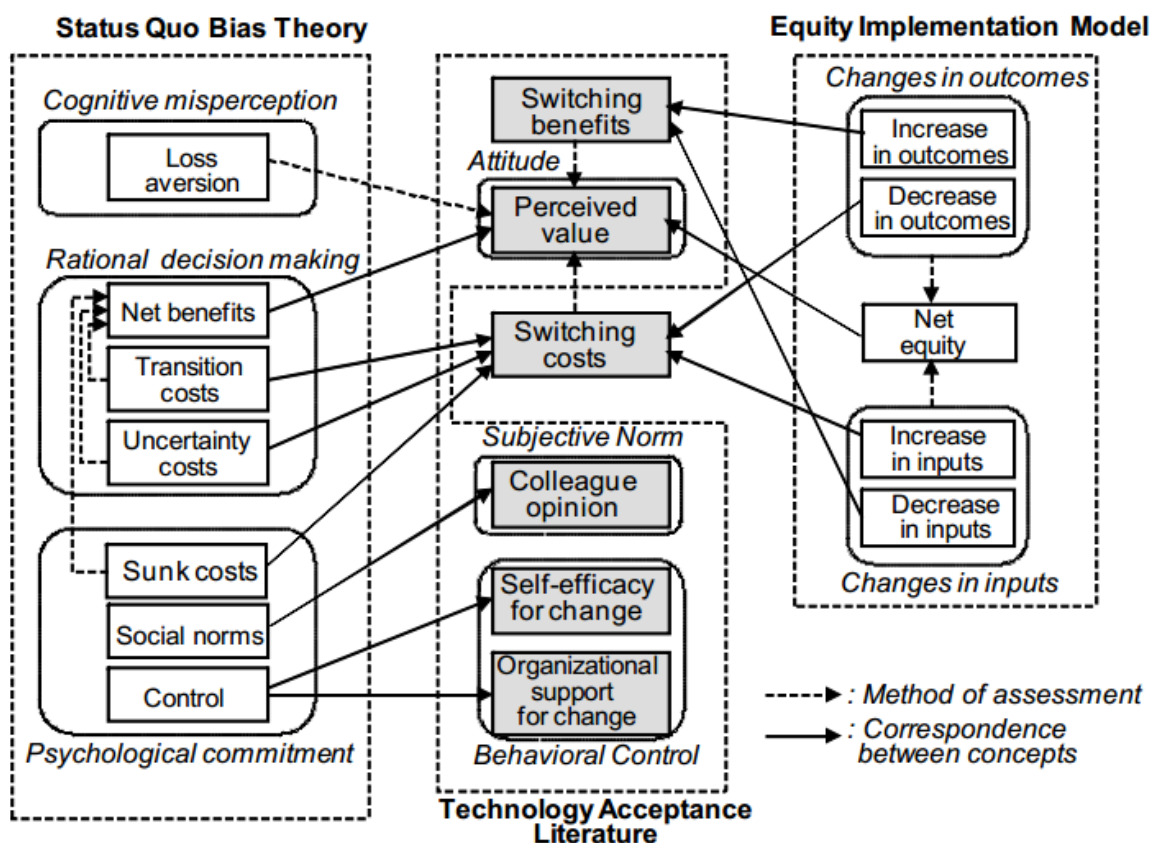 Status Quo Bias Theory
Cognitive misperception
Loss
aversion
Rational decision making
Net benefits
Transition
costs
Uncertainty
costs
Sunk costs
Social norms
Control
Psychological commitment
Switching
benefits
Attitude
Perceived
value
Switching
costs
Subjective Norm
Colleague
opinion
Self-efficacy
for change
Organizational
support
for change
Behavioral Control
Technology Acceptance
Literature
Equity Implementation Model
Changes in outcomes
Increase
in outcomes
Decrease
in outcomes
Net
equity
Increase
in inputs
Decrease
in inputs
Changes in inputs
: Method of assessment
: Correspondence
between concepts